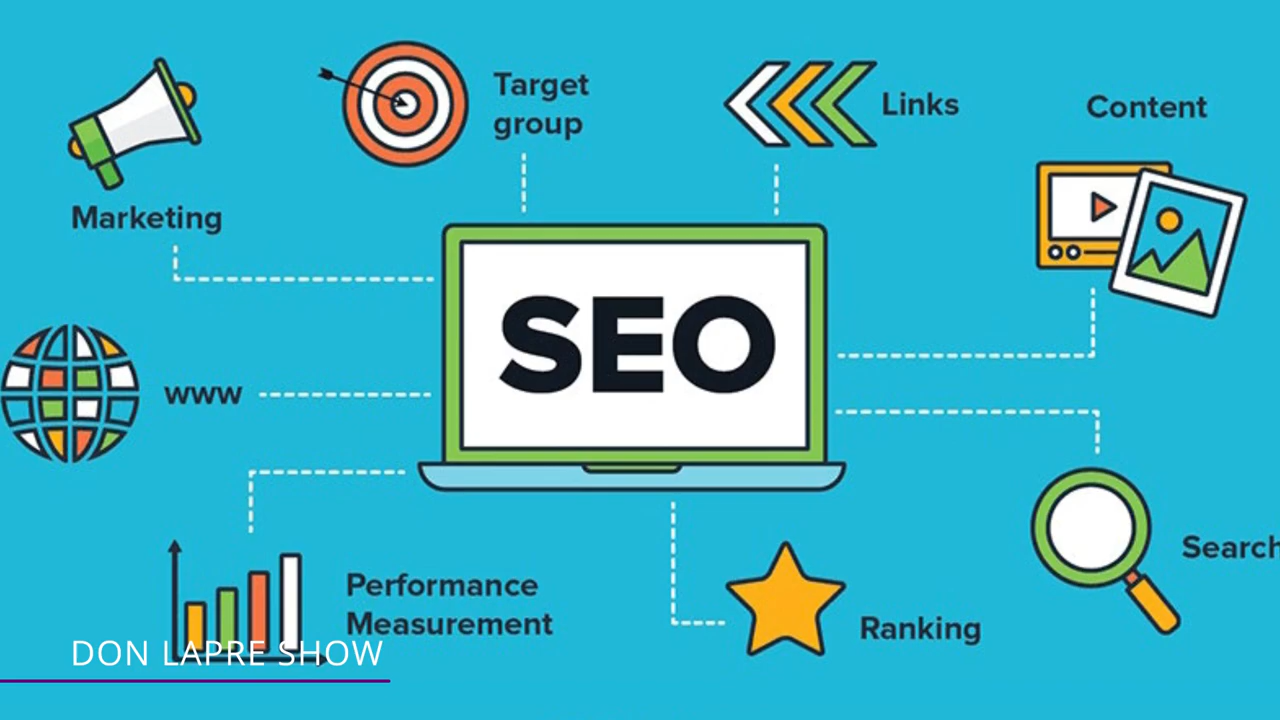 Target
group
Links
Content
Marketing
SEO
www
Search
Performance
Measurement
Ranking
DON LAPRE SHOW